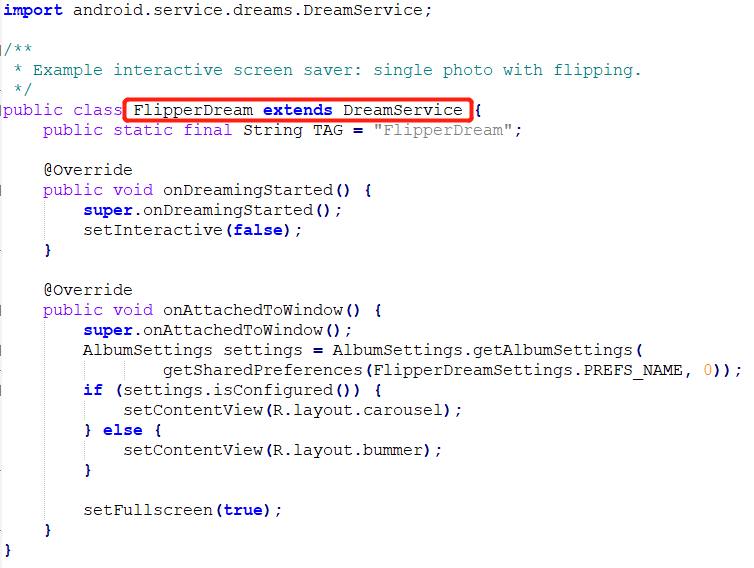 import android.service.dreams.DreamService;
/**
 * Example interactive screen saver: single photo with flipping.
 */
public class FlipperDream extends DreamService {
    public static final String TAG = "FlipperDream";
    @Override
    public void onDreamingStarted() {
        super.onDreamingStarted();
        setInteractive(false);
    }
    @Override
    public void onAttachedToWindow() {
        super.onAttachedToWindow();
        AlbumSettings settings = AlbumSettings.getAlbumSettings(
                getSharedPreferences(FlipperDreamSettings.PREFS_NAME, 0));
        if (settings.isConfigured()) {
            setContentView(R.layout.carousel);
        } else {
            setContentView(R.layout.bummer);
        }
        setFullscreen(true);
    }
}